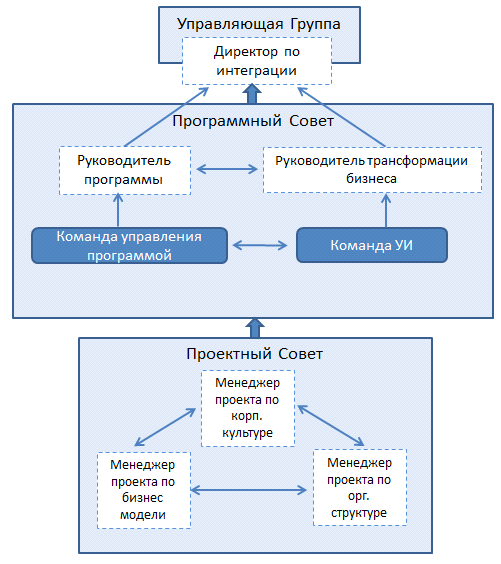 Управляющая Группа
Директор по
интеграции
Программный Совет
Руководитель
программы
Руководитель трансформации
бизнеса
Команда управления
программой
Команда УИ
Проектный Совет
Менеджер
проекта по
корп.
культуре
Менеджер
проекта по
бизнес
модели
Менеджер
проекта по
орг.
структуре